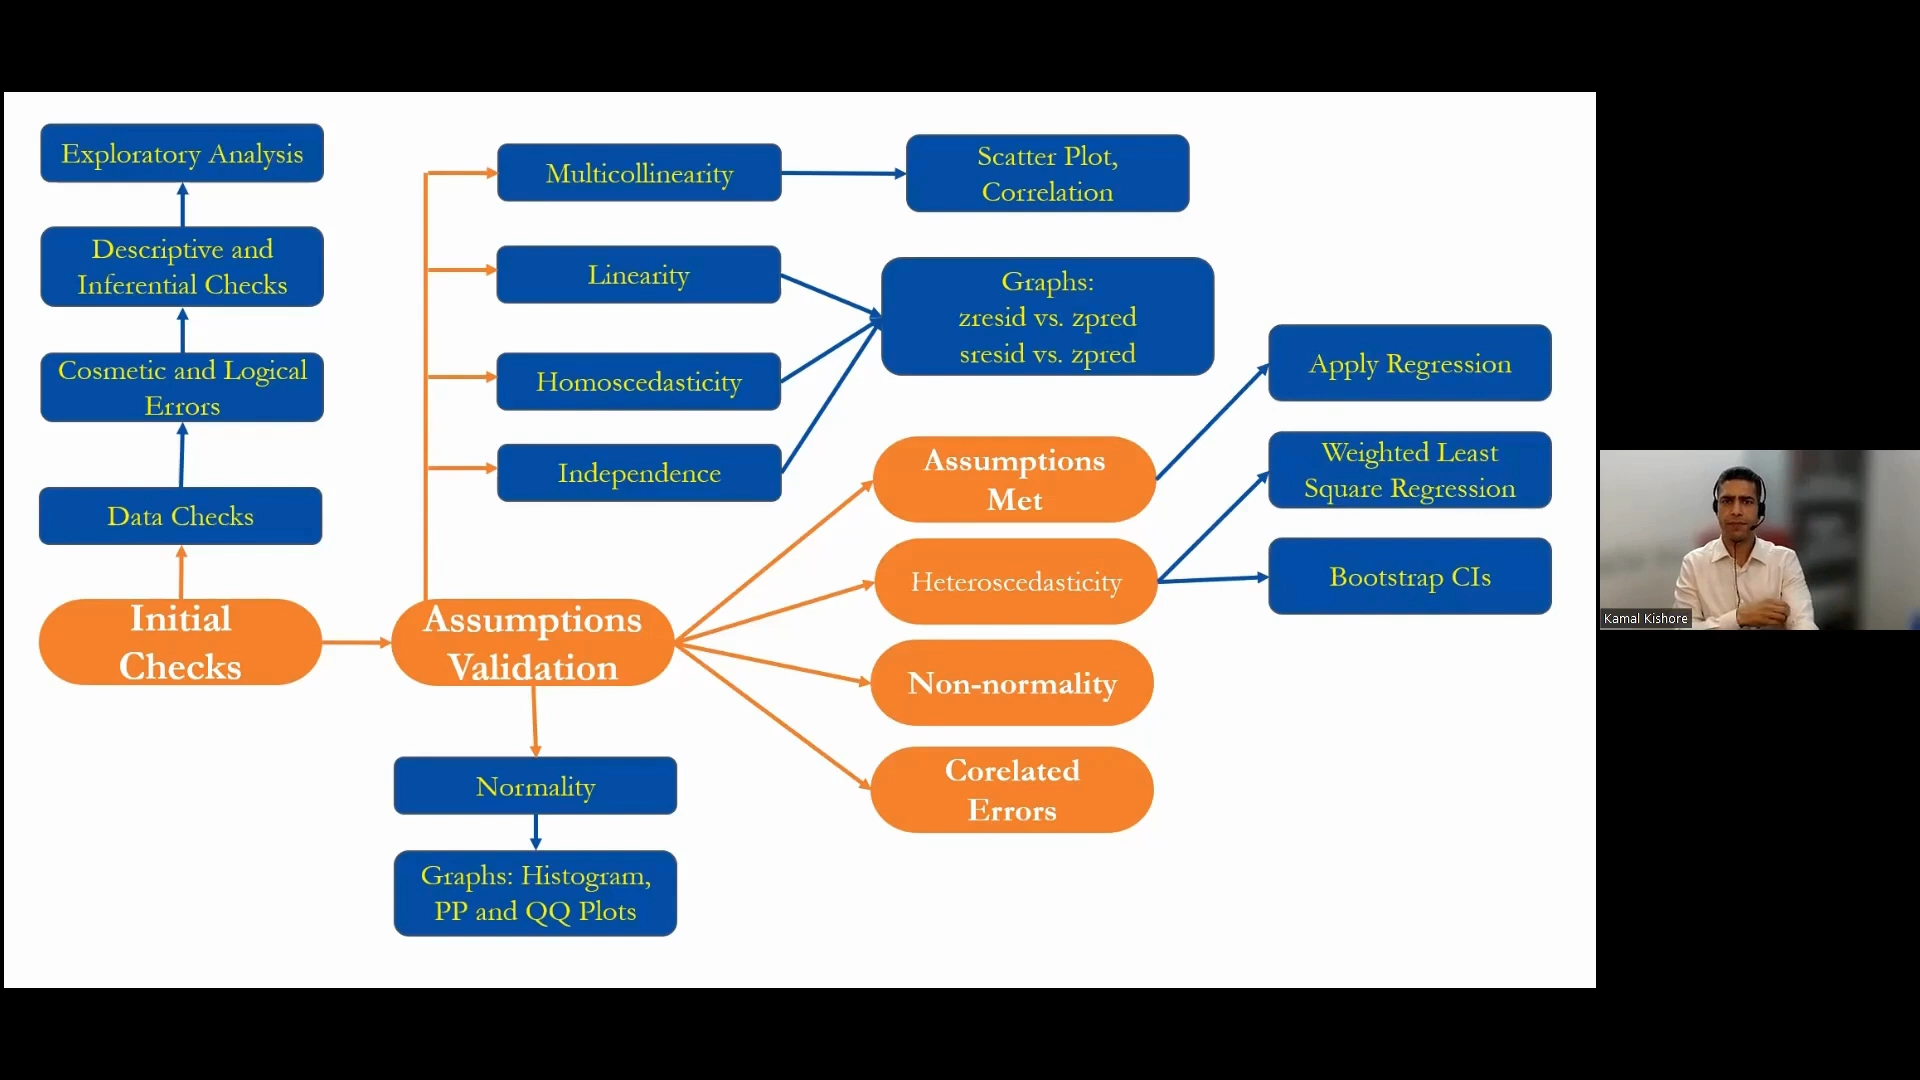 Exploratory Analysis
Descriptive and
Inferential Checks
Cosmetic and Logical
Errors
Data Checks
Initial
Checks
Assumptions
Validation
Multicollinearity
Linearity
Homoscedasticity
Independence
Scatter Plot,
Correlation
Graphs:
zresid vs. zpred
sresid vs. zpred
Normality
Graphs: Histogram,
PP and QQ Plots
Assumptions
Met
Heteroscedasticity
Non-normality
Corelated
Errors
Apply Regression
Weighted Least
Square Regression
Bootstrap CIs
Kamal Kishore